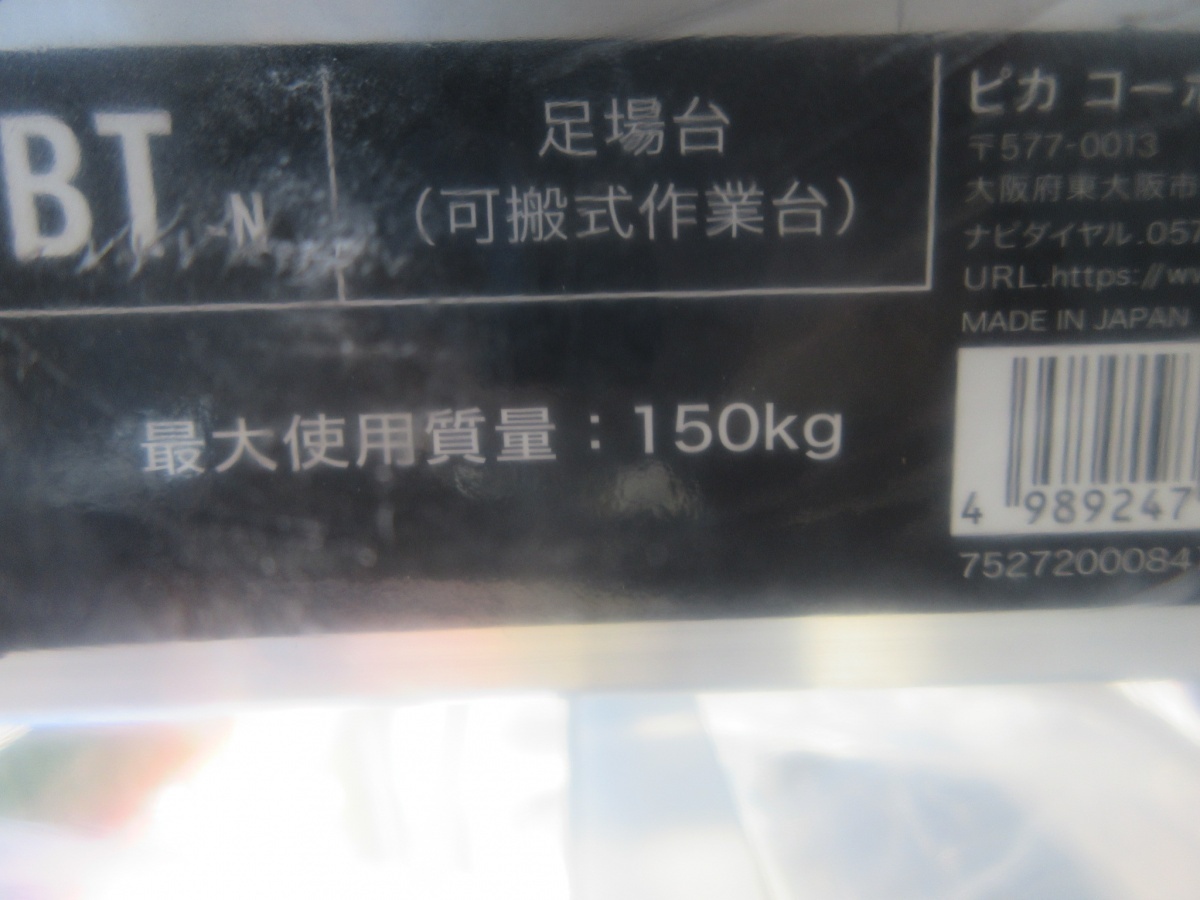 BT -N
足場台
（可搬式作業台）
最大使用質量：150kg
ピカ コー
〒577-0013
大阪府東大阪市
ナビダイヤル.057
URL.https://w
MADE IN JAPAN
4 989247
7527200084